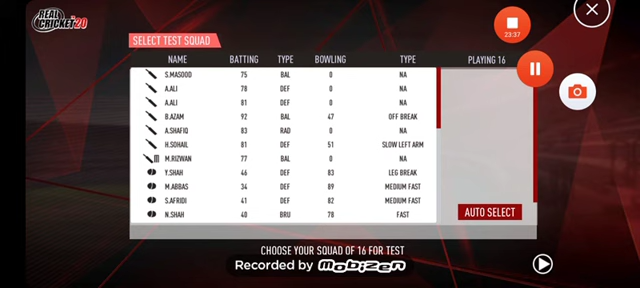 REAL
CRICKET 20
23:37
SELECT TEST SQUAD
NAME BATTING TYPE BOWLING TYPE PLAYING 16
S.MASOOD 75 BAL 0 NA
A.ALI 78 DEF 0 NA
A.ALI 81 DEF 0 NA
B.AZAM 92 BAL 47 OFF BREAK
A.SHAFIQ 83 RAD 0 NA
H.SOHAIL 81 DEF 51 SLOW LEFT ARM
M.RIZWAN 77 BAL 0 NA
Y.SHAH 46 DEF 83 LEG BREAK
M.ABBAS 34 DEF 89 MEDIUM FAST
S.AFRIDI 41 DEF 82 MEDIUM FAST
N.SHAH 40 BRU 78 FAST
AUTO SELECT
CHOOSE YOUR SQUAD OF 16 FOR TEST
Recorded by MOBIZEN